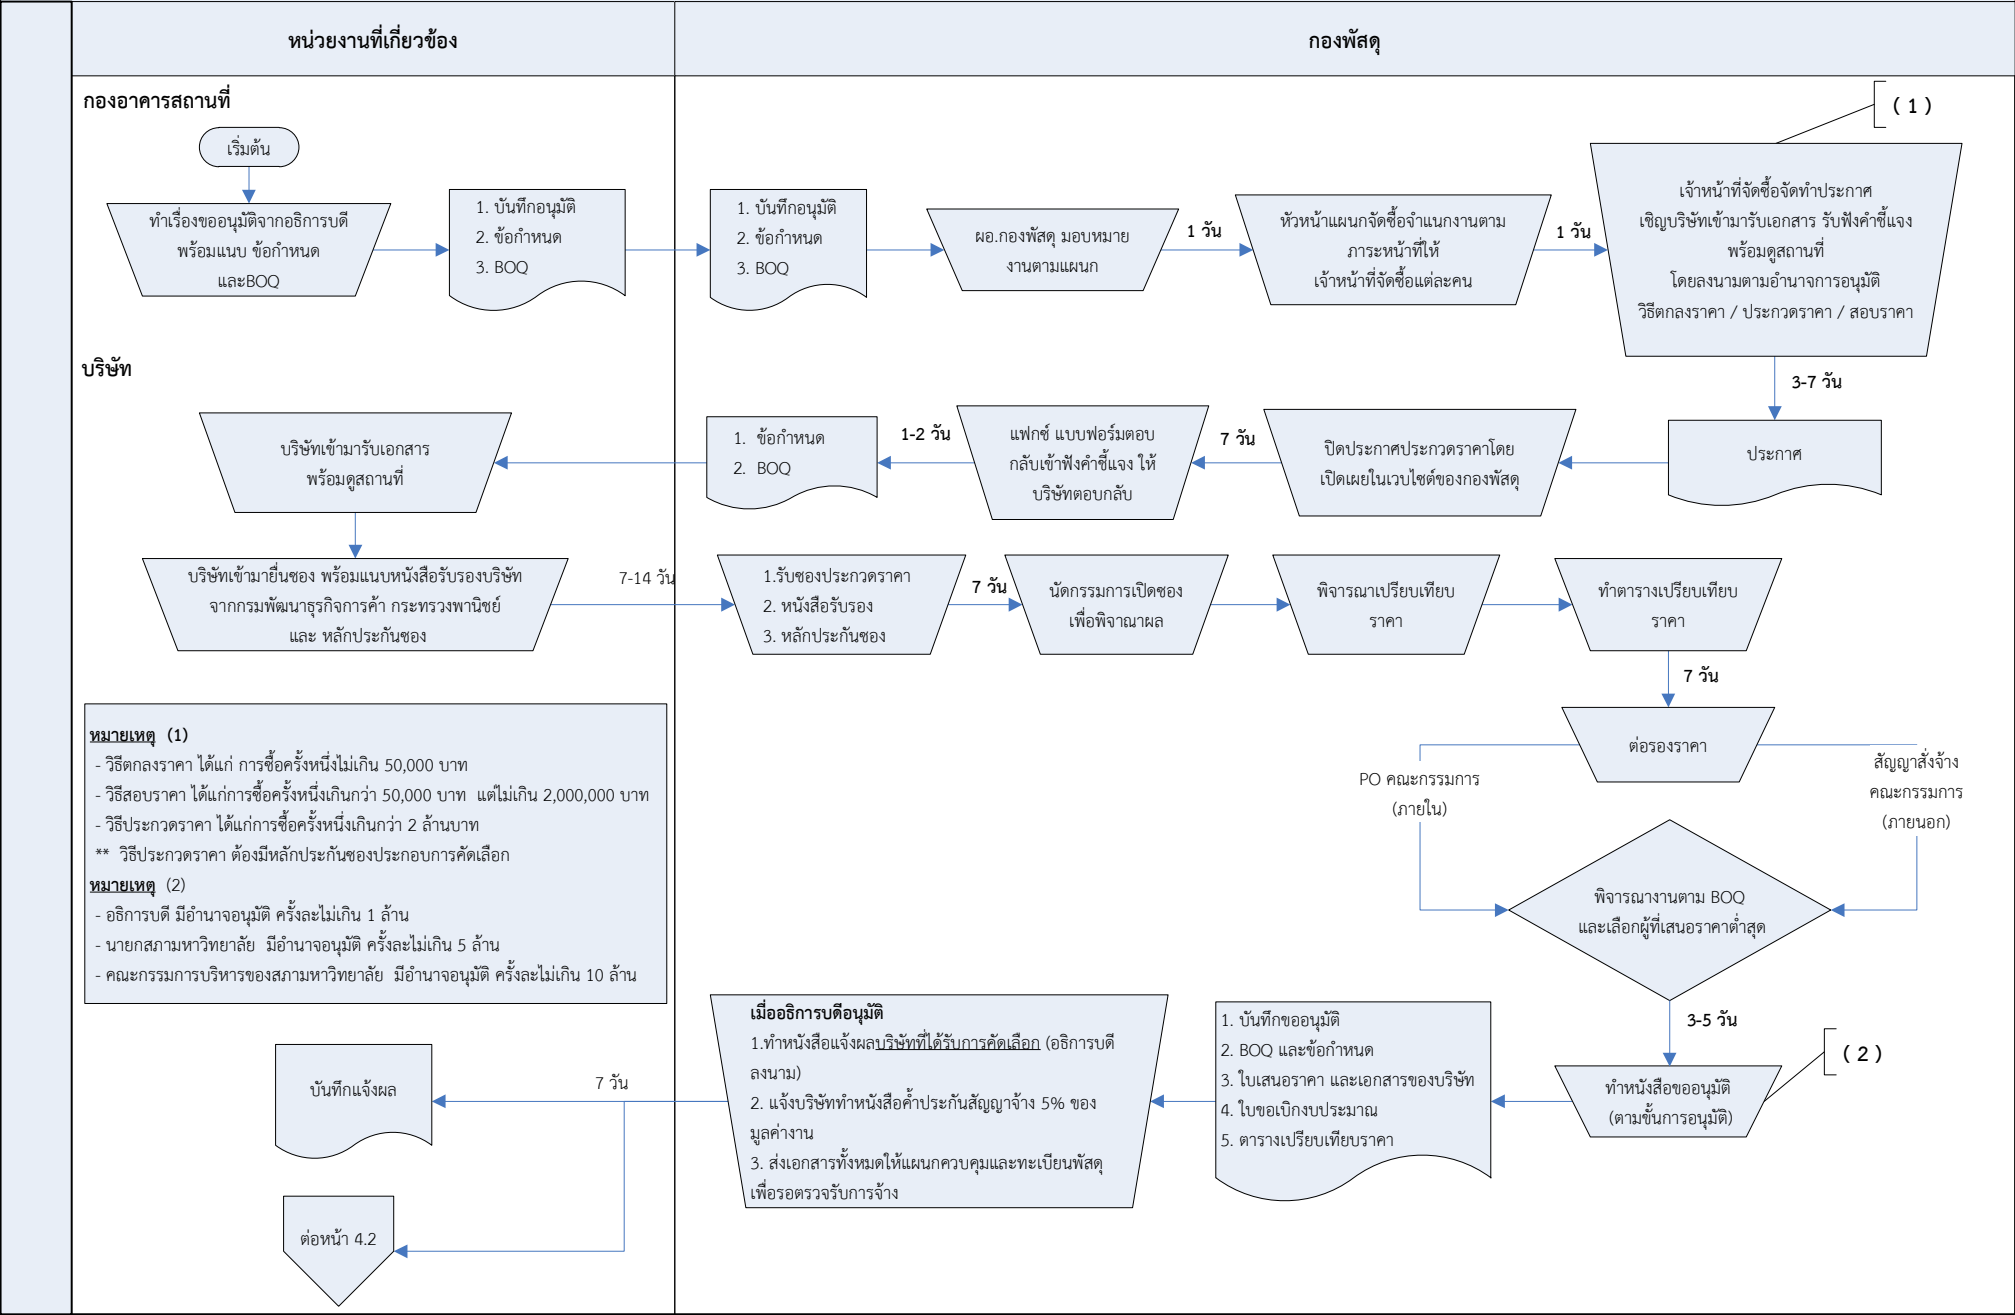 หน่วยงานที่เกี่ยวข้อง
กองพัสดุ
กองอาคารสถานที่
( 1 )
เริ่มต้น
ทำเรื่องขออนุมัติจากอธิการบดี
พร้อมแนบ ข้อกำหนด
และBOQ
1. บันทึกอนุมัติ
2. ข้อกำหนด
3. BOQ
1. บันทึกอนุมัติ
2. ข้อกำหนด
3. BOQ
ผอ.กองพัสดุ มอบหมาย
งานตามแผนก
1 วัน
หัวหน้าแผนกจัดซื้อจำแนกงานตาม
ภาระหน้าที่ให้
เจ้าหน้าที่จัดซื้อแต่ละคน
1 วัน
เจ้าหน้าที่จัดซื้อจัดทำประกาศ
เชิญบริษัทเข้ามารับเอกสาร รับฟังคำชี้แจง
พร้อมดูสถานที่
โดยลงนามตามอำนาจการอนุมัติ
วิธีตกลงราคา / ประกวดราคา / สอบราคา
3-7 วัน
บริษัท
ประกาศ
ปิดประกาศประกวดราคาโดย
เปิดเผยในเวบไซต์ของกองพัสดุ
7 วัน
แฟกซ์ แบบฟอร์มตอบ
กลับเข้าฟังคำชี้แจง ให้
บริษัทตอบกลับ
1-2 วัน
1. ข้อกำหนด
2. BOQ
บริษัทเข้ามารับเอกสาร
พร้อมดูสถานที่
บริษัทเข้ามายื่นซอง พร้อมแนบหนังสือรับรองบริษัท
จากกรมพัฒนาธุรกิจการค้า กระทรวงพานิชย์
และ หลักประกันซอง
7-14 วัน
1.รับซองประกวดราคา
2. หนังสือรับรอง
3. หลักประกันซอง
7 วัน
นัดกรรมการเปิดซอง
เพื่อพิจาณาผล
พิจารณาเปรียบเทียบ
ราคา
ทำตารางเปรียบเทียบ
ราคา
7 วัน
ต่อรองราคา
PO คณะกรรมการ
(ภายใน)
สัญญาสั่งจ้าง
คณะกรรมการ
(ภายนอก)
พิจารณางานตาม BOQ
และเลือกผู้ที่เสนอราคาต่ำสุด
3-5 วัน
( 2 )
ทำหนังสือขออนุมัติ
(ตามขั้นการอนุมัติ)
1. บันทึกขออนุมัติ
2. BOQ และข้อกำหนด
3. ใบเสนอราคา และเอกสารของบริษัท
4. ใบขอเบิกงบประมาณ
5. ตารางเปรียบเทียบราคา
เมื่ออธิการบดีอนุมัติ
1.ทำหนังสือแจ้งผลบริษัทที่ได้รับการคัดเลือก (อธิการบดี
ลงนาม)
2. แจ้งบริษัททำหนังสือค้ำประกันสัญญาจ้าง 5% ของ
มูลค่างาน
3. ส่งเอกสารทั้งหมดให้แผนกควบคุมและทะเบียนพัสดุ
เพื่อรอตรวจรับการจ้าง
7 วัน
บันทึกแจ้งผล
ต่อหน้า 4.2
หมายเหตุ (1)
- วิธีตกลงราคา ได้แก่ การซื้อครั้งหนึ่งไม่เกิน 50,000 บาท
- วิธีสอบราคา ได้แก่การซื้อครั้งหนึ่งเกินกว่า 50,000 บาท แต่ไม่เกิน 2,000,000 บาท
- วิธีประกวดราคา ได้แก่การซื้อครั้งหนึ่งเกินกว่า 2 ล้านบาท
** วิธีประกวดราคา ต้องมีหลักประกันซองประกอบการคัดเลือก
หมายเหตุ (2)
- อธิการบดี มีอำนาจอนุมัติ ครั้งละไม่เกิน 1 ล้าน
- นายกสภามหาวิทยาลัย มีอำนาจอนุมัติ ครั้งละไม่เกิน 5 ล้าน
- คณะกรรมการบริหารของสภามหาวิทยาลัย มีอำนาจอนุมัติ ครั้งละไม่เกิน 10 ล้าน